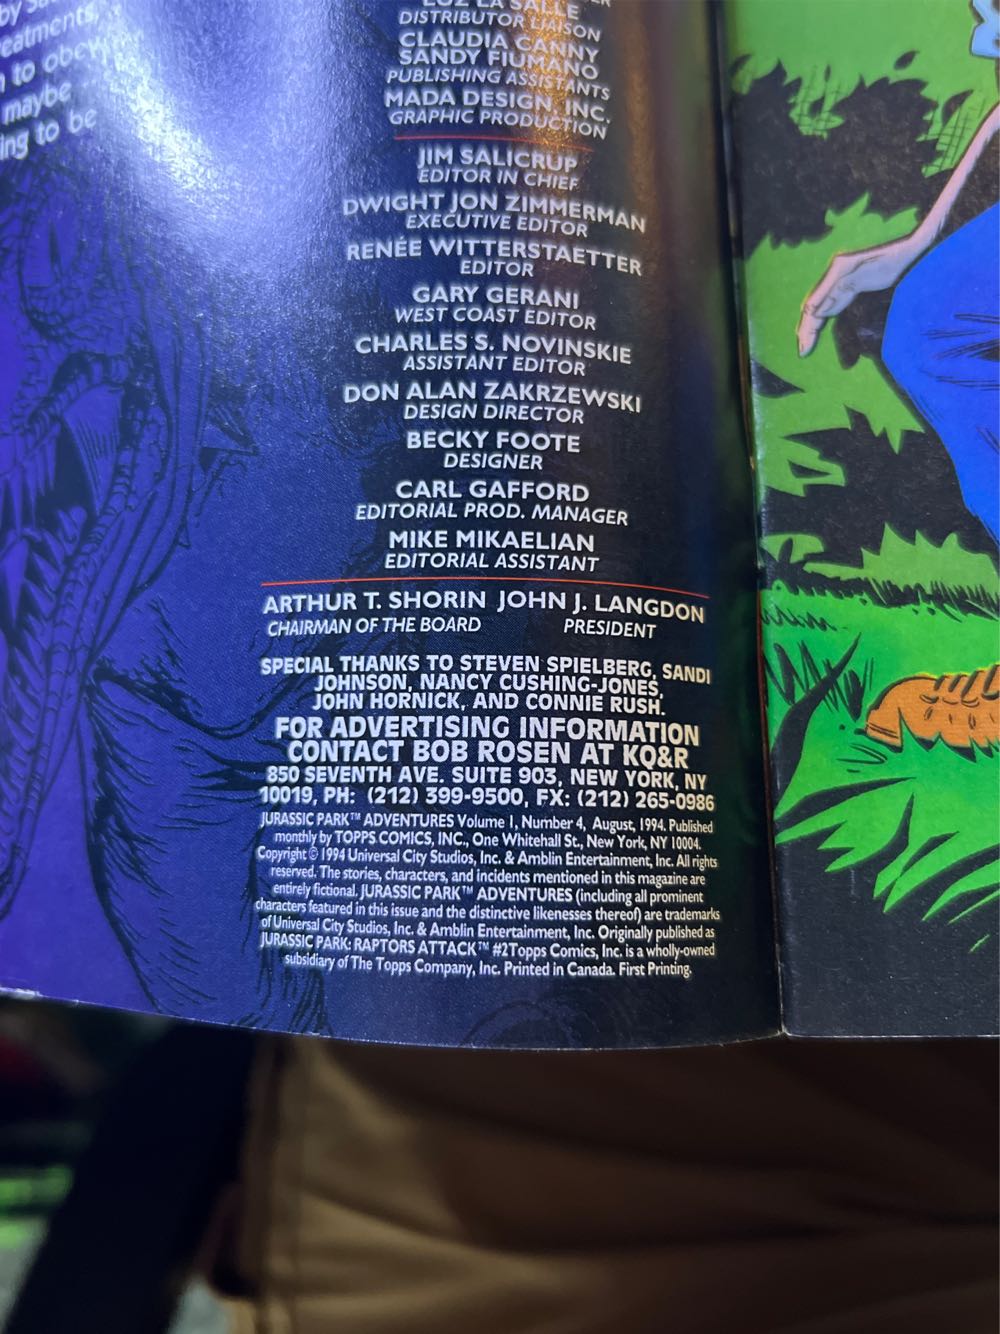 eatments,
to obey
maybe
ing to be
LUZ LA SALLE
DISTRIBUTOR LIAISON
CLAUDIA CANNY
SANDY FIUMANO
PUBLISHING ASSISTANTS
MADA DESIGN, INC.
GRAPHIC PRODUCTION
JIM SALICRUP
EDITOR IN CHIEF
DWIGHT JON ZIMMERMAN
EXECUTIVE EDITOR
RENÉE WITTERSTAETTER
EDITOR
GARY GERANI
WEST COAST EDITOR
CHARLES S. NOVINSKIE
ASSISTANT EDITOR
DON ALAN ZAKRZEWSKI
DESIGN DIRECTOR
BECKY FOOTE
DESIGNER
CARL GAFFORD
EDITORIAL PROD. MANAGER
MIKE MIKAELIAN
EDITORIAL ASSISTANT
ARTHUR T. SHORIN JOHN J. LANGDON
CHAIRMAN OF THE BOARD PRESIDENT
SPECIAL THANKS TO STEVEN SPIELBERG, SANDI
JOHNSON, NANCY CUSHING-JONES,
JOHN HORNICK, AND CONNIE RUSH.
FOR ADVERTISING INFORMATION
CONTACT BOB ROSEN AT KQ&R
850 SEVENTH AVE. SUITE 903, NEW YORK, NY
10019, PH: (212) 399-9500, FX: (212) 265-0986
JURASSIC PARK™ ADVENTURES Volume 1, Number 4, August, 1994. Published
monthly by TOPPS COMICS, INC., One Whitehall St., New York, NY 10004.
Copyright © 1994 Universal City Studios, Inc. & Amblin Entertainment, Inc. All rights
reserved. The stories, characters, and incidents mentioned in this magazine are
entirely fictional. JURASSIC PARK™ ADVENTURES (including all prominent
characters featured in this issue and the distinctive likenesses thereof) are trademarks
of Universal City Studios, Inc. & Amblin Entertainment, Inc. Originally published as
JURASSIC PARK: RAPTORS ATTACK™ #2Topps Comics, Inc. is a wholly-owned
subsidiary of The Topps Company, Inc. Printed in Canada. First Printing.